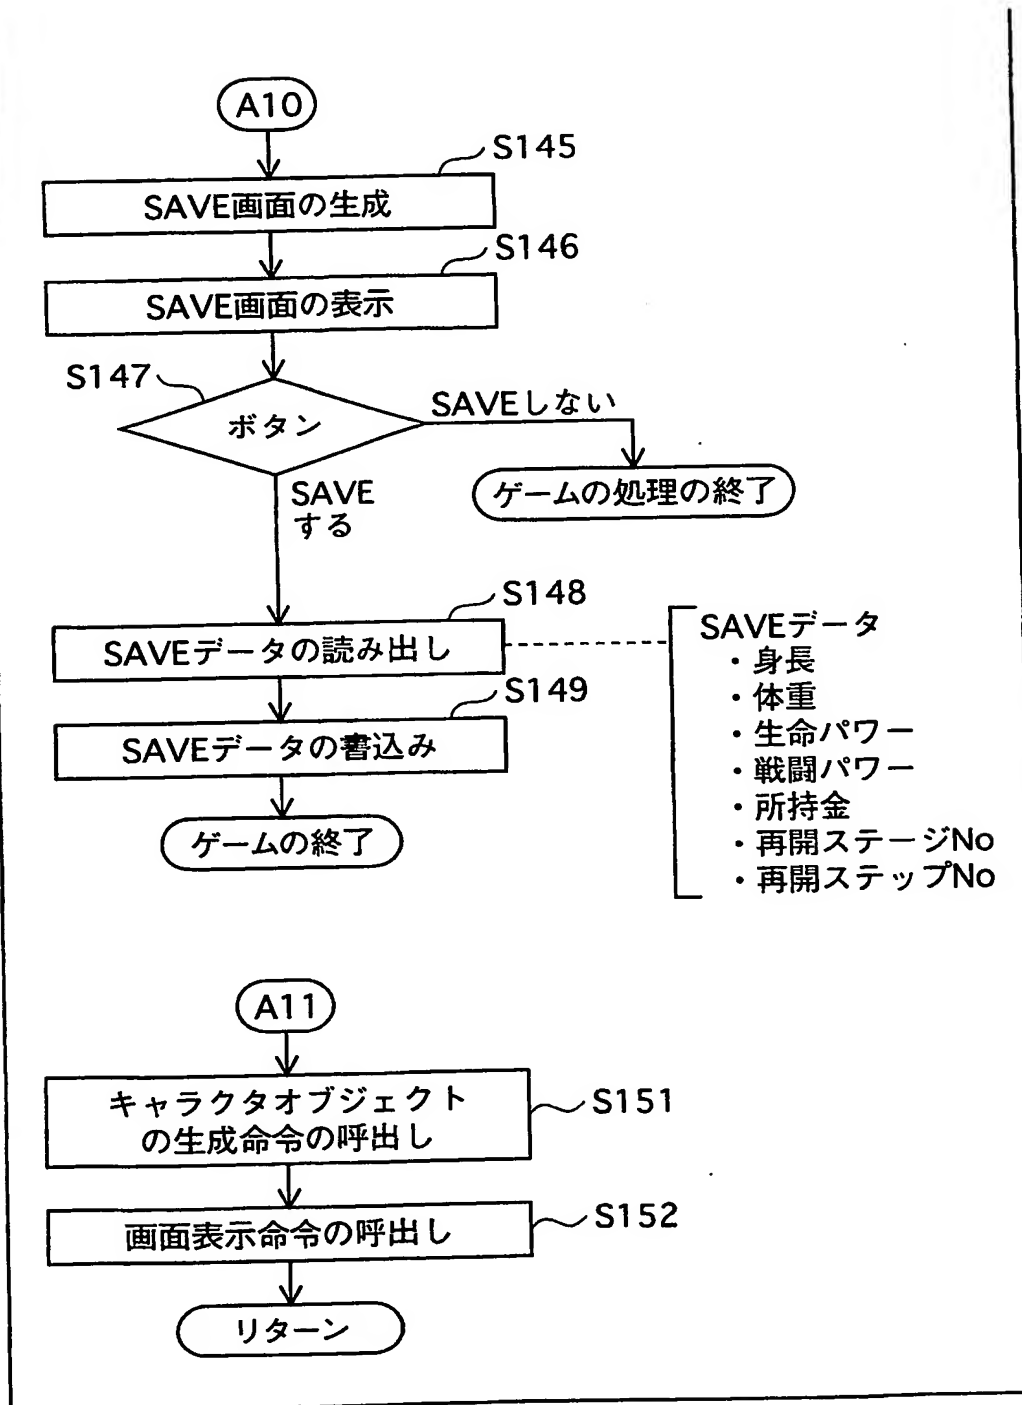 A10
S145
SAVE画面の生成
S146
SAVE画面の表示
S147
ボタン
SAVEしない
ゲームの処理の終了
SAVE
する
S148
SAVEデータの読み出し
S149
SAVEデータの書込み
ゲームの終了
SAVEデータ
・身長
・体重
・生命パワー
・戦闘パワー
・所持金
・再開ステージNo
・再開ステップNo
A11
キャラクタオブジェクト
の生成命令の呼出し
S151
画面表示命令の呼出し
S152
リターン